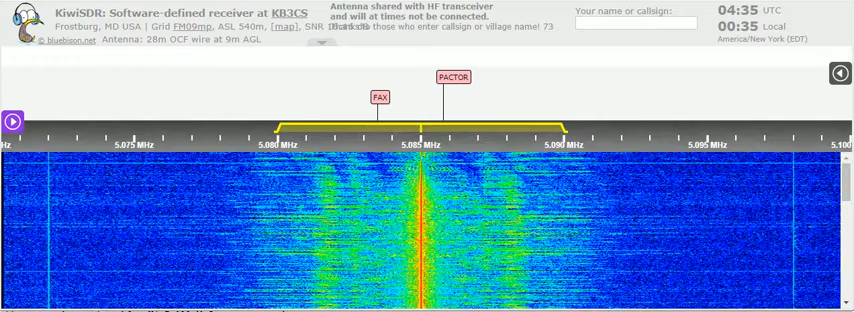 KiwiSDR: Software-defined receiver at KB3CS
Frostburg, MD USA | Grid FM09mp, ASL 540m, [map], SNR
© bluebison.net Antenna: 28m OCF wire at 9m AGL
Antenna shared with HF transceiver
and will at times not be connected.
to those who enter callsign or village name! 73
Your name or callsign:
04:35 UTC
00:35 Local
America/New York (EDT)
PACTOR
FAX
Hz 5.075 MHz 5.080 MHz 5.085 MHz 5.090 MHz 5.095 MHz 5.100